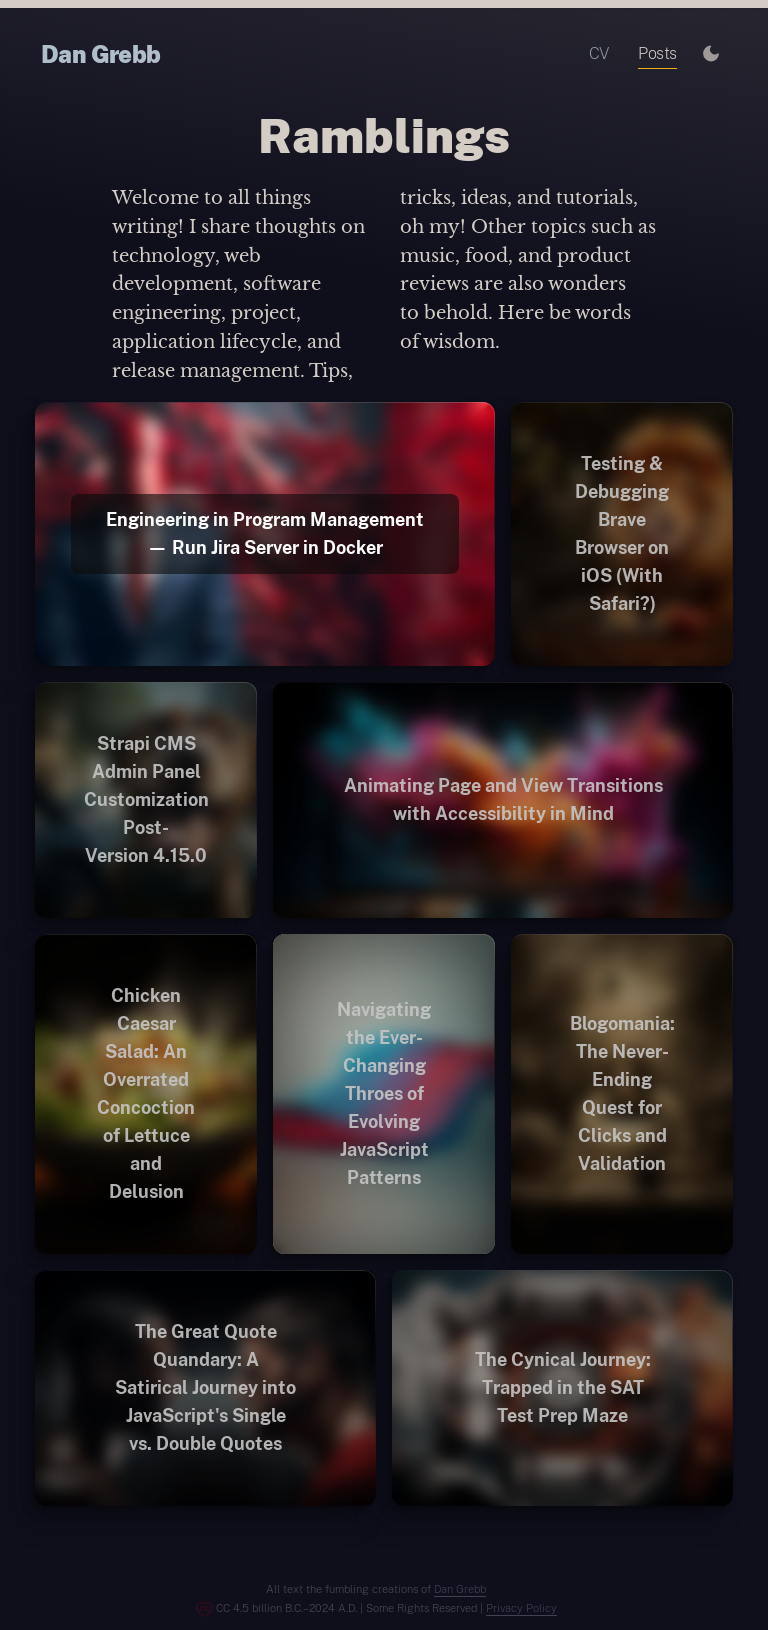 Dan Grebb
CV
Posts
Ramblings
Welcome to all things
writing! I share thoughts on
technology, web
development, software
engineering, project,
application lifecycle, and
release management. Tips,
tricks, ideas, and tutorials,
oh my! Other topics such as
music, food, and product
reviews are also wonders
to behold. Here be words
of wisdom.
Engineering in Program Management
— Run Jira Server in Docker
Testing &
Debugging
Brave
Browser on
iOS (With
Safari?)
Strapi CMS
Admin Panel
Customization
Post-
Version 4.15.0
Animating Page and View Transitions
with Accessibility in Mind
Chicken
Caesar
Salad: An
Overrated
Concoction
of Lettuce
and
Delusion
Navigating
the Ever-
Changing
Throes of
Evolving
JavaScript
Patterns
Blogomania:
The Never-
Ending
Quest for
Clicks and
Validation
The Great Quote
Quandary: A
Satirical Journey into
JavaScript's Single
vs. Double Quotes
The Cynical Journey:
Trapped in the SAT
Test Prep Maze
All text the fumbling creations of Dan Grebb
CC 4.5 billion B.C.–2024 A.D. | Some Rights Reserved | Privacy Policy